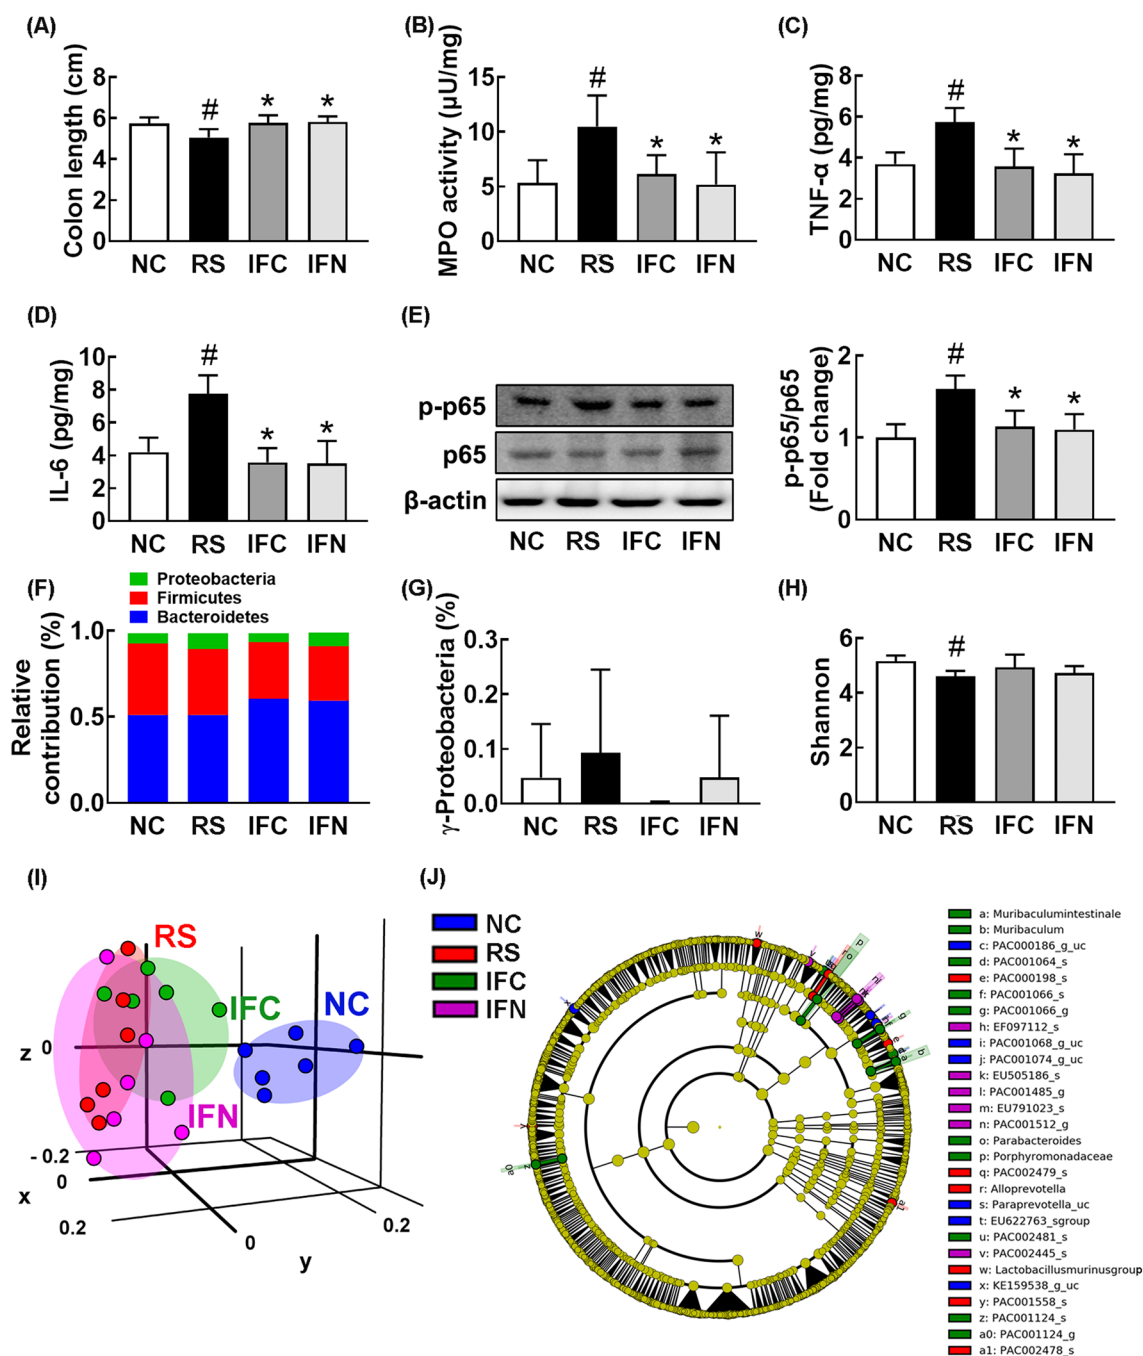 (A)
Colon length (cm)
8
6
4
2
0
#
*
*
NC RS IFC IFN
(B)
MPO activity (μU/mg)
15
10
5
0
#
*
*
NC RS IFC IFN
(C)
TNF-α (pg/mg)
8
6
4
2
0
#
*
*
NC RS IFC IFN
(D)
IL-6 (pg/mg)
10
8
6
4
2
0
#
*
*
NC RS IFC IFN
(E)
p-p65
p65
β-actin
NC RS IFC IFN
p-p65/p65
(Fold change)
2
1
0
#
*
*
NC RS IFC IFN
(F)
Proteobacteria
Firmicutes
Bacteroidetes
Relative
contribution (%)
1.0
0.5
0.0
NC RS IFC IFN
(G)
γ-Proteobacteria (%)
0.3
0.2
0.1
0.0
NC RS IFC IFN
(H)
Shannon
6
4
2
0
#
NC RS IFC IFN
(I)
RS
IFC
NC
IFN
z 0
- 0.2
x
0
0.2
0
y
0.2
(J)
NC
RS
IFC
IFN
w
v
p
o
x
y
z
a0
a1
b
a: Muribaculumintestinale
b: Muribaculum
c: PAC000186_g_uc
d: PAC001064_s
e: PAC000198_s
f: PAC001066_s
g: PAC001066_g
h: EF097112_s
i: PAC001068_g_uc
j: PAC001074_g_uc
k: EU505186_s
l: PAC001485_g
m: EU791023_s
n: PAC001512_g
o: Parabacteroides
p: Porphyromonadaceae
q: PAC002479_s
r: Alloprevotella
s: Paraprevotella_uc
t: EU622763_sgroup
u: PAC002481_s
v: PAC002445_s
w: Lactobacillusmurinusgroup
x: KE159538_g_uc
y: PAC001558_s
z: PAC001124_s
a0: PAC001124_g
a1: PAC002478_s